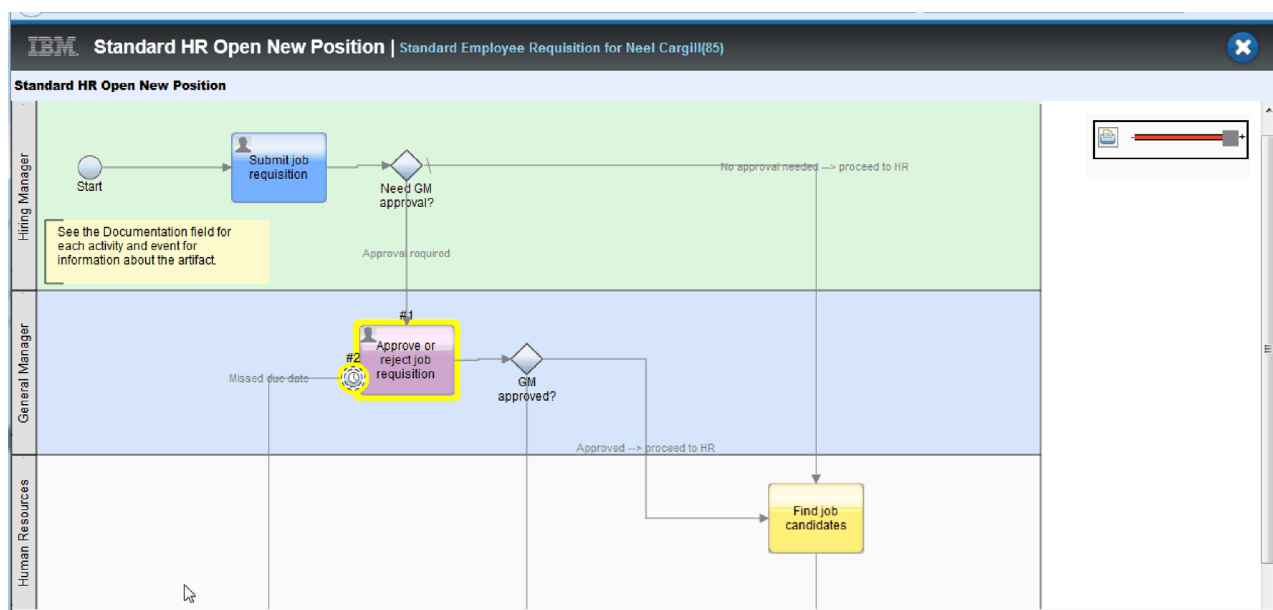 IBM. Standard HR Open New Position | Standard Employee Requisition for Neel Cargill(85)
Standard HR Open New Position
Hiring Manager
Start
Submit job
requisition
Need GM
approval?
No approval needed --> proceed to HR
See the Documentation field for
each activity and event for
information about the artifact.
Approval required
General Manager
#1
Approve or
reject job
requisition
#2
Missed due date
GM
approved?
Approved --> proceed to HR
Human Resources
Find job
candidates
- +